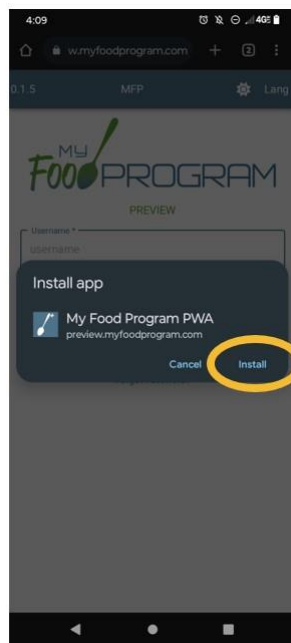 4:09
4GE
w.myfoodprogram.com
2
0.1.5 MFP Lang
MY
FOOD PROGRAM
PREVIEW
Username *
username
Install app
My Food Program PWA
preview.myfoodprogram.com
Cancel Install